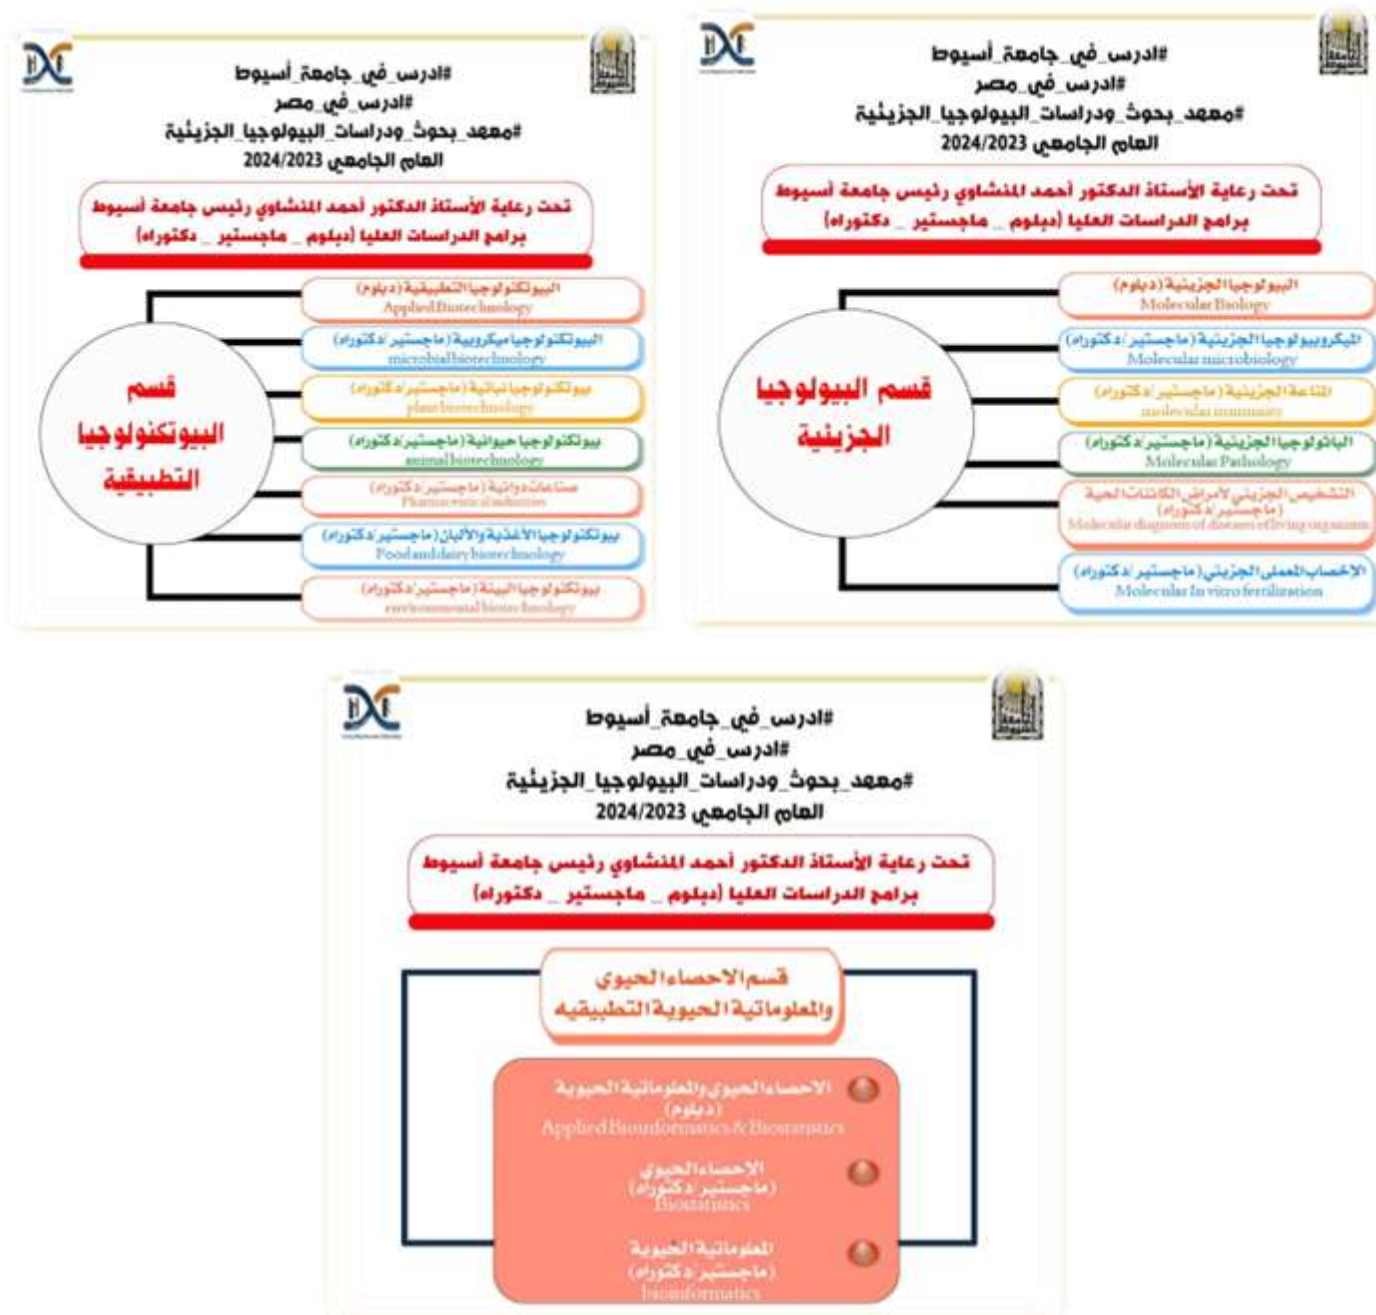 #ادرس_في_جامعة_أسيوط
#ادرس_في_مصر
#معهد_بحوث_ودراسات_البيولوجيا_الجزيئية
العام الجامعي 2024/2023
تحت رعاية الأستاذ الدكتور أحمد المنشاوي رئيس جامعة أسيوط
برامج الدراسات العليا (دبلوم _ ماجستير _ دكتوراه)
قسم البيولوجيا
الجزيئية
البيولوجيا الجزيئية (دبلوم)
Molecular Biology
الميكروبيولوجيا الجزيئية (ماجستير/دكتوراه)
Molecular microbiology
المناعة الجزيئية (ماجستير/دكتوراه)
molecular immunity
الباثولوجيا الجزيئية (ماجستير/دكتوراه)
Molecular Pathology
التشخيص الجزيئي لأمراض الكائنات الحية
(ماجستير/دكتوراه)
Molecular diagnosis of diseases of living organisms
الاخصاب المعملى الجزيئي (ماجستير/دكتوراه)
Molecular In vitro fertilization
#ادرس_في_جامعة_أسيوط
#ادرس_في_مصر
#معهد_بحوث_ودراسات_البيولوجيا_الجزيئية
العام الجامعي 2024/2023
تحت رعاية الأستاذ الدكتور أحمد المنشاوي رئيس جامعة أسيوط
برامج الدراسات العليا (دبلوم _ ماجستير _ دكتوراه)
قسم
البيوتكنولوجيا
التطبيقية
البيوتكنولوجيا التطبيقية (دبلوم)
Applied Biotechnology
البيوتكنولوجيا ميكروبية (ماجستير/دكتوراه)
microbial biotechnology
بيوتكنولوجيا نباتية (ماجستير/دكتوراه)
plant biotechnology
بيوتكنولوجيا حيوانية (ماجستير/دكتوراه)
animal biotechnology
صناعات دوائية (ماجستير/دكتوراه)
Pharmaceutical industries
بيوتكنولوجيا الأغذية والألبان (ماجستير/دكتوراه)
Food and dairy biotechnology
بيوتكنولوجيا البيئة (ماجستير/دكتوراه)
environmental biotechnology
#ادرس_في_جامعة_أسيوط
#ادرس_في_مصر
#معهد_بحوث_ودراسات_البيولوجيا_الجزيئية
العام الجامعي 2024/2023
تحت رعاية الأستاذ الدكتور أحمد المنشاوي رئيس جامعة أسيوط
برامج الدراسات العليا (دبلوم _ ماجستير _ دكتوراه)
قسم الاحصاء الحيوي
والمعلوماتية الحيوية التطبيقيه
الاحصاء الحيوى والمعلوماتية الحيوية
(دبلوم)
Applied Bioinformatics & Biostatistics
الاحصاء الحيوي
(ماجستير/دكتوراه)
Biostatistics
المعلوماتية الحيوية
(ماجستير/دكتوراه)
bioinformatics